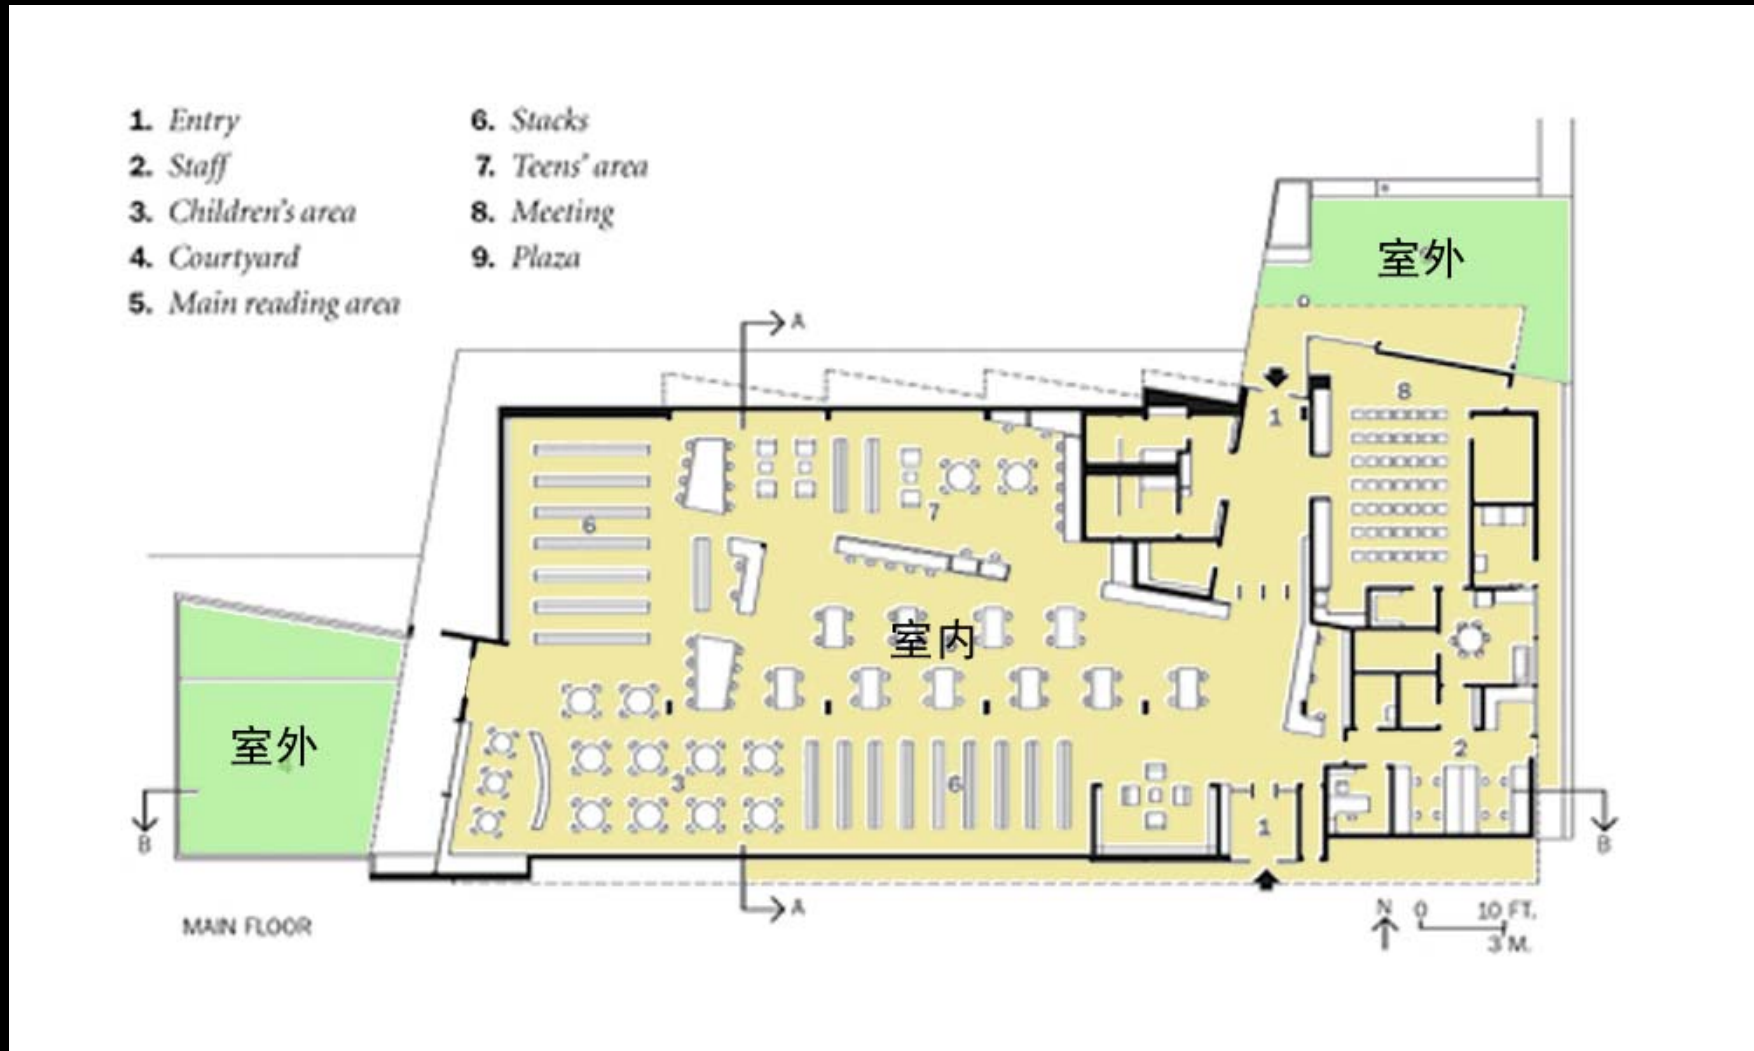 1. Entry
2. Staff
3. Children's area
4. Courtyard
5. Main reading area
6. Stacks
7. Teens' area
8. Meeting
9. Plaza
室外
A
8
1
7
6
室内
室外
2
3
6
1
B
B
A
MAIN FLOOR
N
0 10 FT.
3 M.